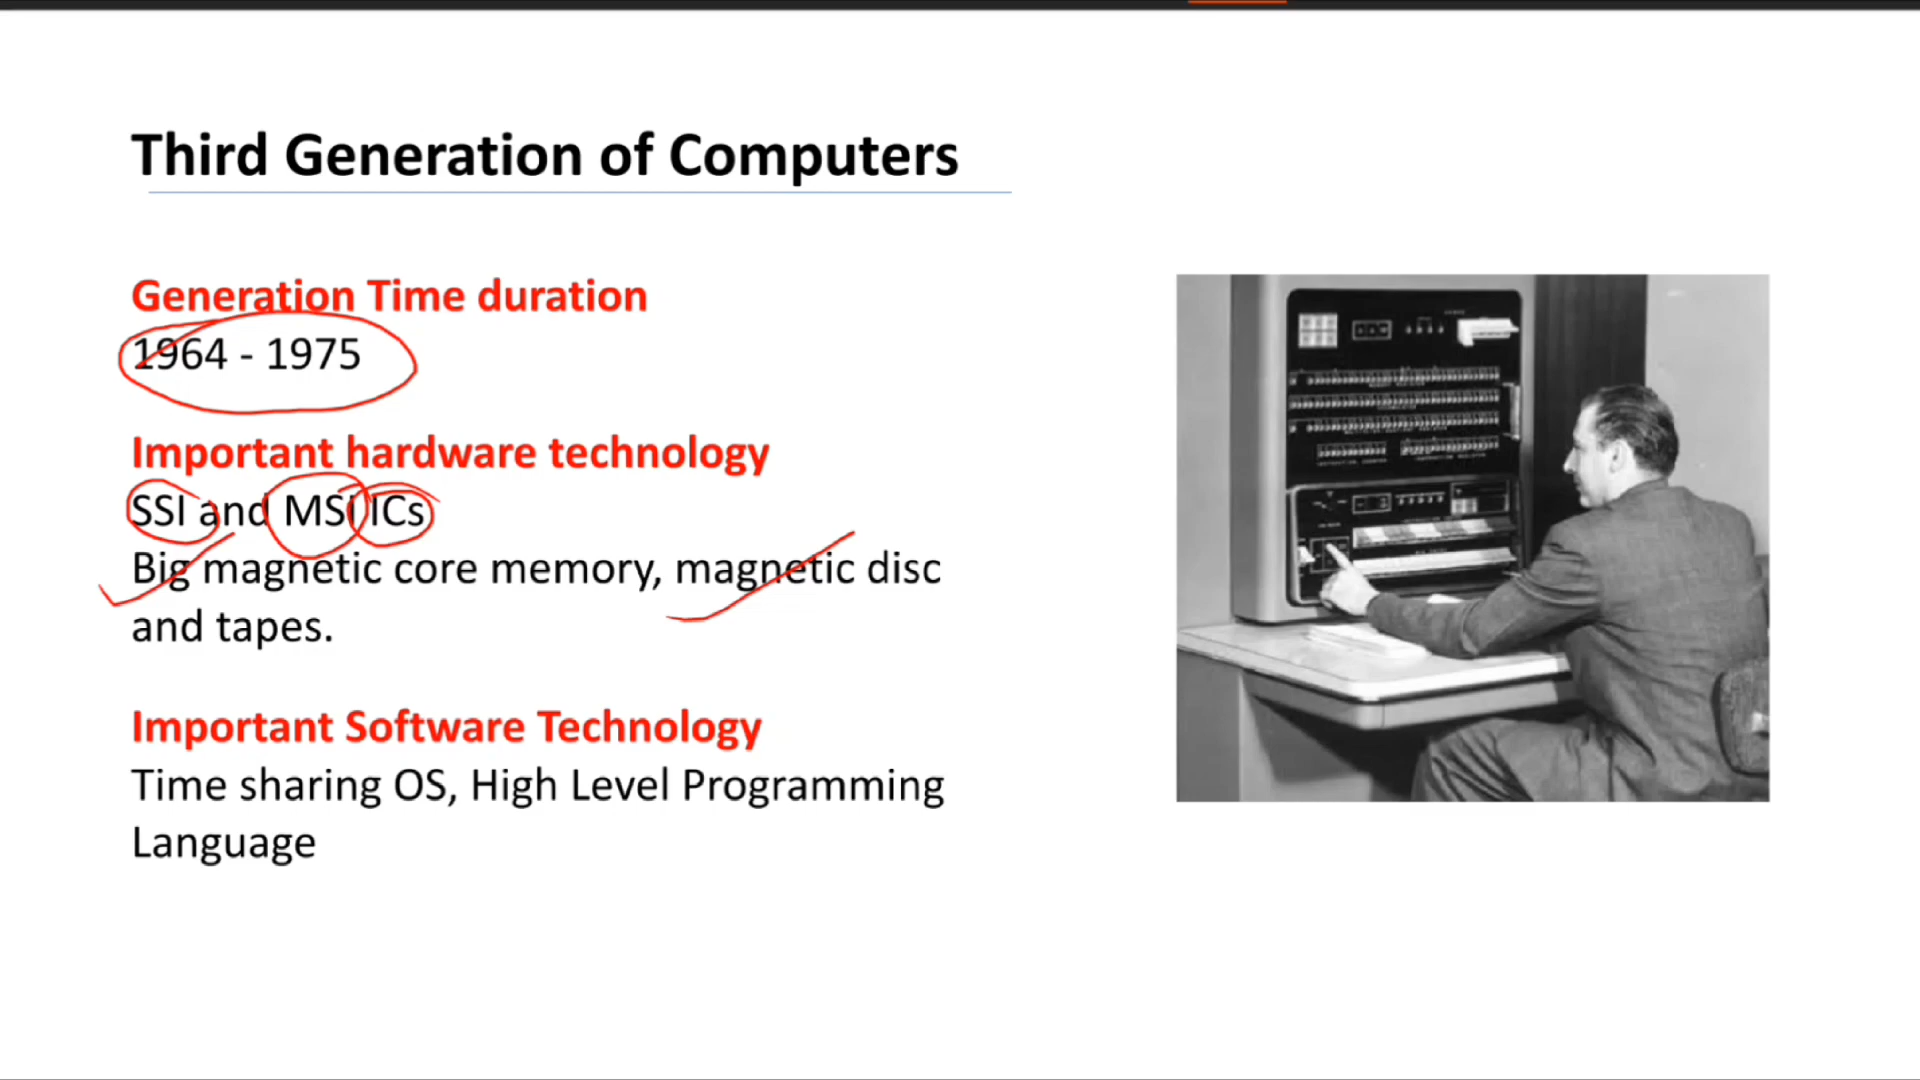 Third Generation of Computers
Generation Time duration
1964 - 1975
Important hardware technology
SSI and MSI ICs
Big magnetic core memory, magnetic disc
and tapes.
Important Software Technology
Time sharing OS, High Level Programming
Language